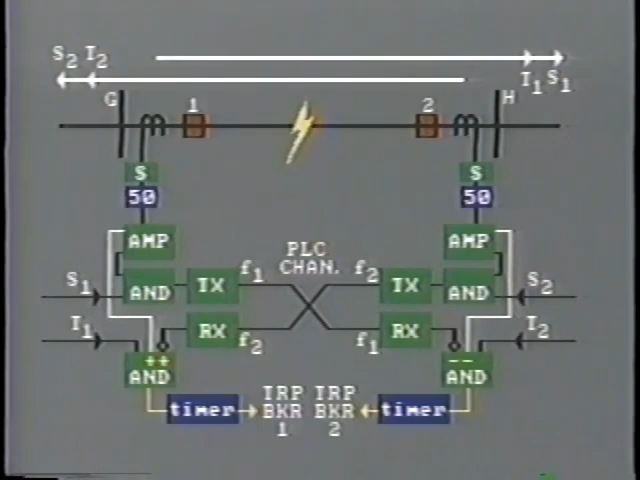 S2 I2
I1 S1
G 1 2 H
S S
50 50
AMP AMP
PLC
CHAN.
S1 AND TX f1 f2 TX AND S2
I1 RX f2 f1 RX I2
++ --
AND AND
timer TRP TRP timer
BKR BKR
1 2